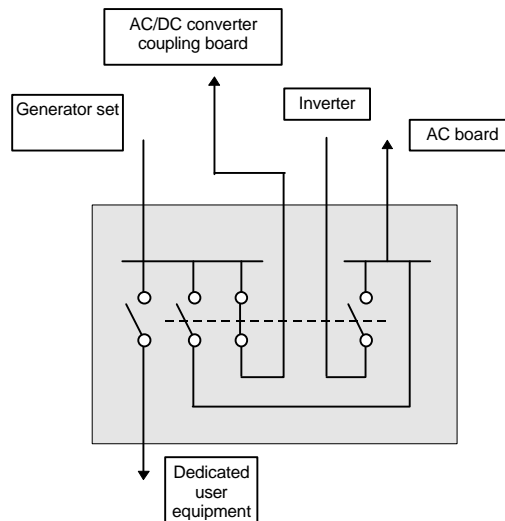 AC/DC converter
coupling board
Generator set
Inverter
AC board
Dedicated
user
equipment